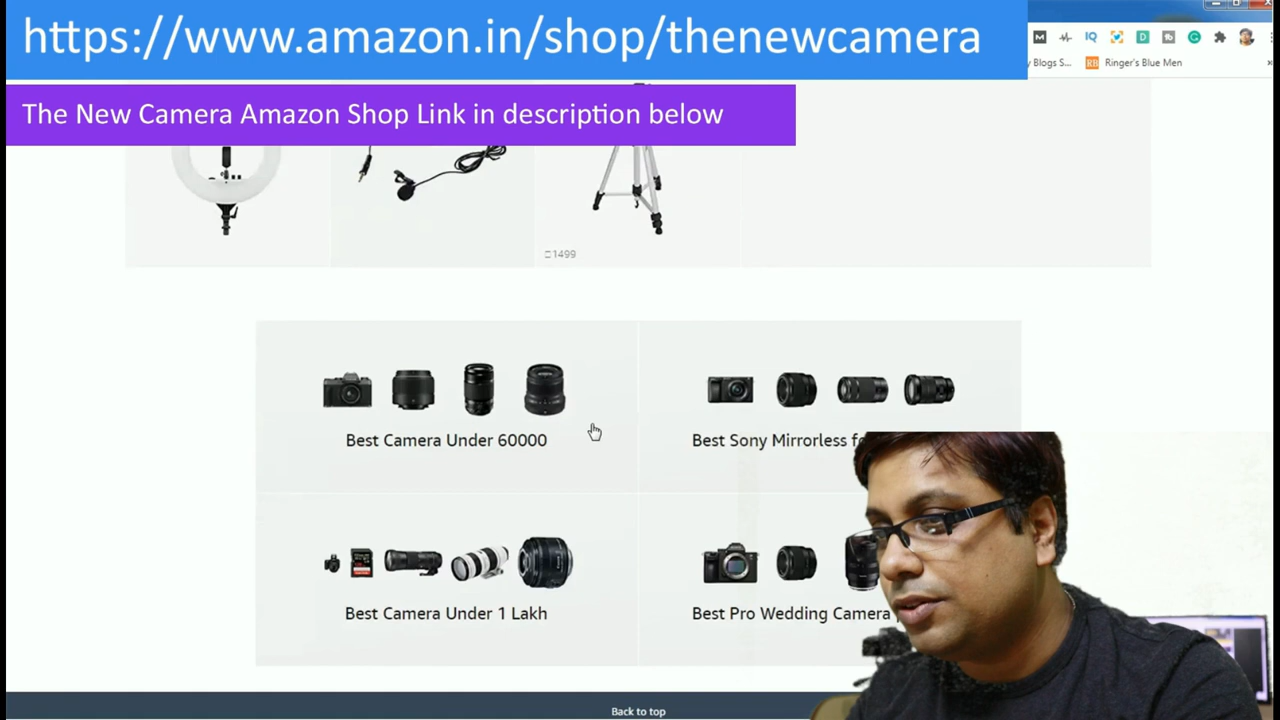 https://www.amazon.in/shop/thenewcamera
y Blogs S... RB Ringer's Blue Men
The New Camera Amazon Shop Link in description below
1499
Best Camera Under 60000
Best Sony Mirrorless
Best Camera Under 1 Lakh
Best Pro Wedding Camera
Back to top